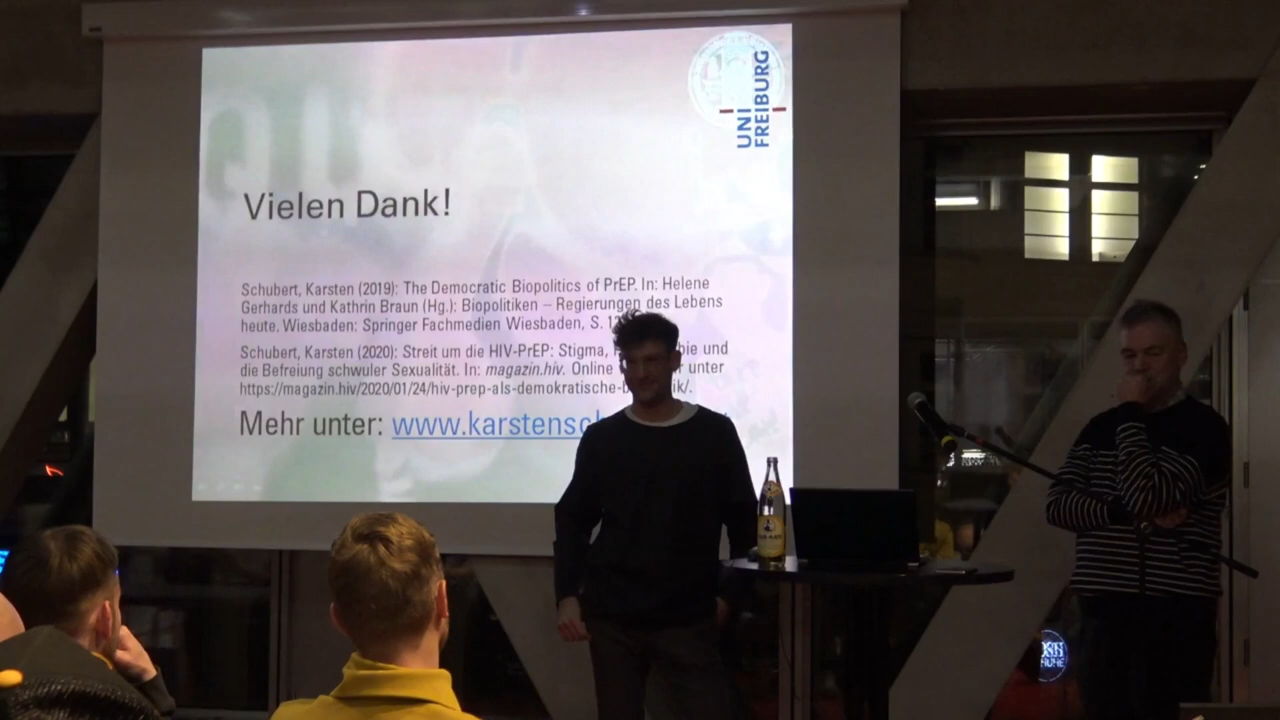 UNI
FREIBURG
Vielen Dank!
Schubert, Karsten (2019): The Democratic Biopolitics of PrEP. In: Helene
Gerhards und Kathrin Braun (Hg.): Biopolitiken – Regierungen des Lebens
heute. Wiesbaden: Springer Fachmedien Wiesbaden, S.
Schubert, Karsten (2020): Streit um die HIV-PrEP: Stigma, und
die Befreiung schwuler Sexualität. In: magazin.hiv. Online unter
https://magazin.hiv/2020/01/24/hiv-prep-als-demokratische-b
Mehr unter: www.karstensc